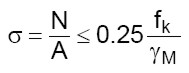 σ = N/A ≤ 0.25 f_k/γ_M